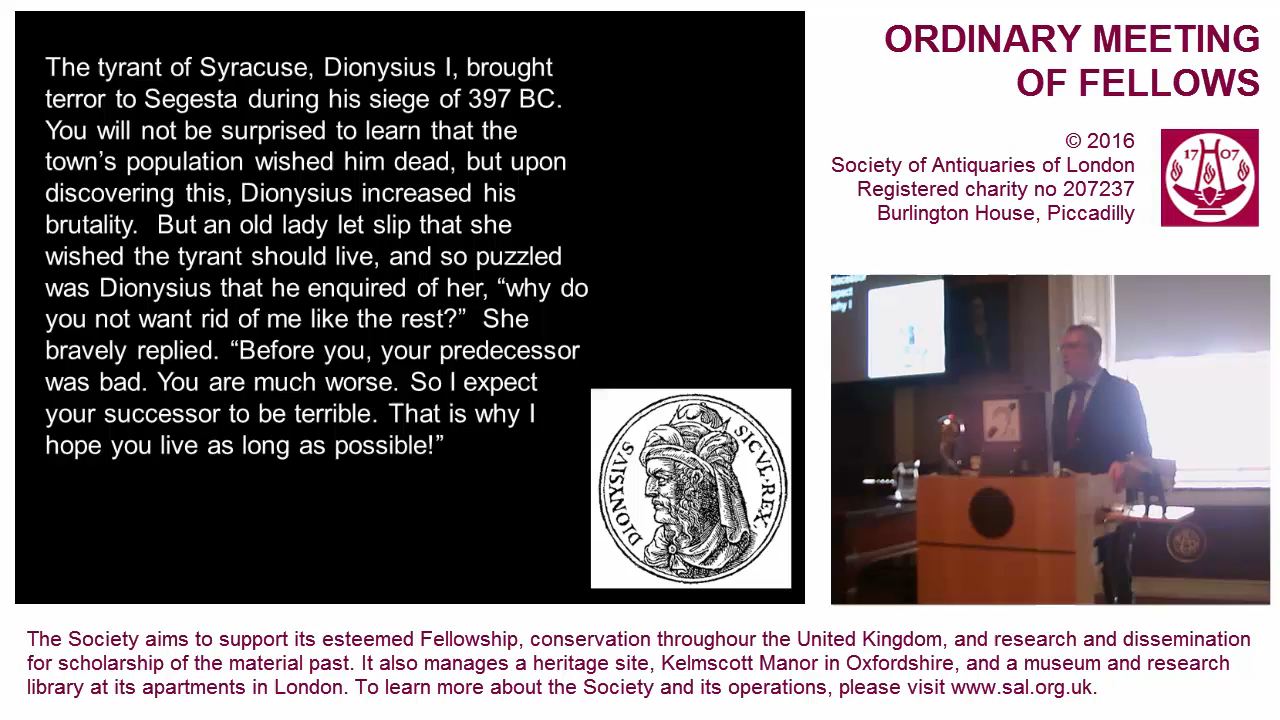 The tyrant of Syracuse, Dionysius I, brought
terror to Segesta during his siege of 397 BC.
You will not be surprised to learn that the
town’s population wished him dead, but upon
discovering this, Dionysius increased his
brutality.  But an old lady let slip that she
wished the tyrant should live, and so puzzled
was Dionysius that he enquired of her, “why do
you not want rid of me like the rest?”  She
bravely replied. “Before you, your predecessor
was bad. You are much worse. So I expect
your successor to be terrible. That is why I
hope you live as long as possible!”
DIONYSIVS SICVL·REX
ORDINARY MEETING
OF FELLOWS
© 2016
Society of Antiquaries of London
Registered charity no 207237
Burlington House, Piccadilly
1707
The Society aims to support its esteemed Fellowship, conservation throughour the United Kingdom, and research and dissemination
for scholarship of the material past. It also manages a heritage site, Kelmscott Manor in Oxfordshire, and a museum and research
library at its apartments in London. To learn more about the Society and its operations, please visit www.sal.org.uk.